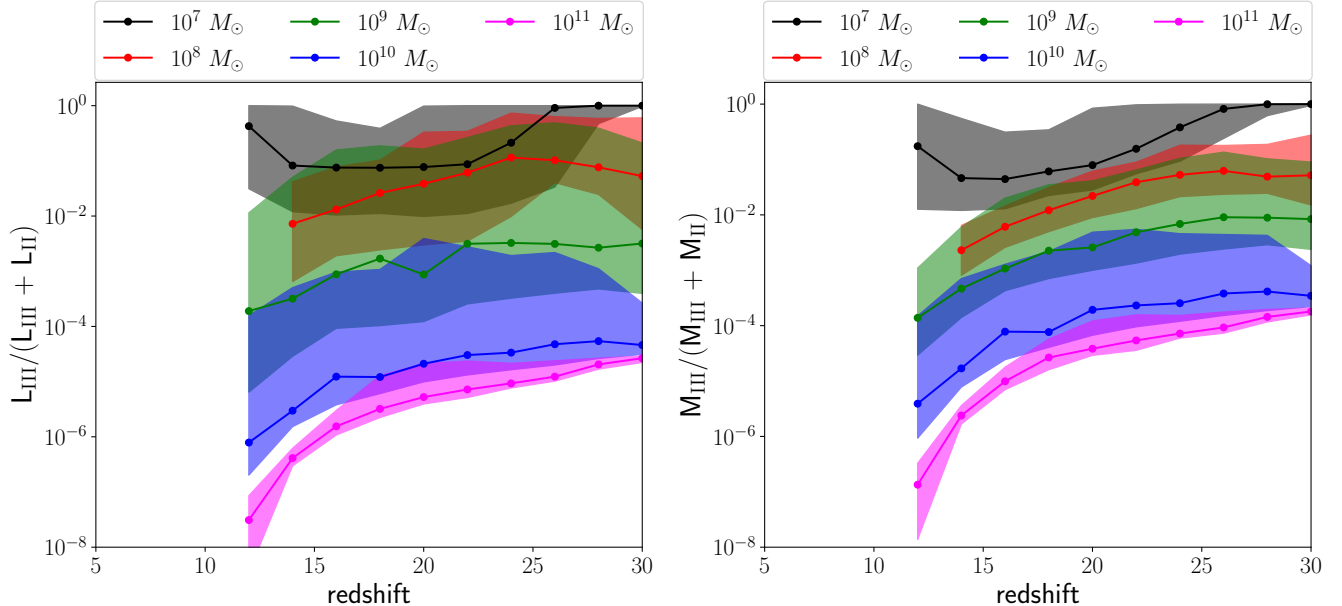 10^7 M_⊙ 10^9 M_⊙ 10^11 M_⊙
10^8 M_⊙ 10^10 M_⊙
10^0
10^-2
10^-4
10^-6
10^-8
L_III/(L_III + L_II)
5 10 15 20 25 30
redshift
10^7 M_⊙ 10^9 M_⊙ 10^11 M_⊙
10^8 M_⊙ 10^10 M_⊙
10^0
10^-2
10^-4
10^-6
10^-8
M_III/(M_III + M_II)
5 10 15 20 25 30
redshift